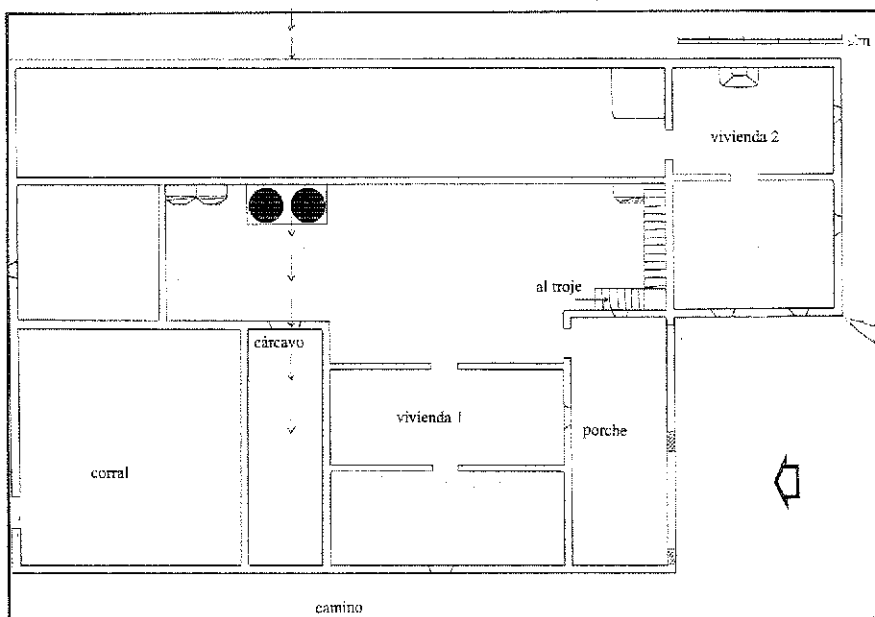 vivienda 2
al troje
cárcavo
vivienda 1
porche
corral
camino